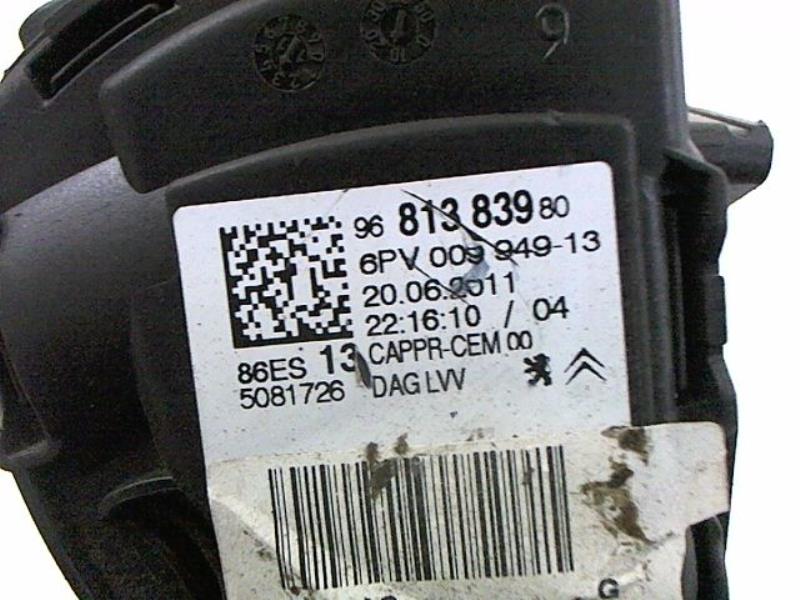 9
96 813 839 80
6PV 009 949-13
20.06.2011
22:16:10 / 04
86ES 13 CAPPR-CEM 00
5081726 DAG LVV
G